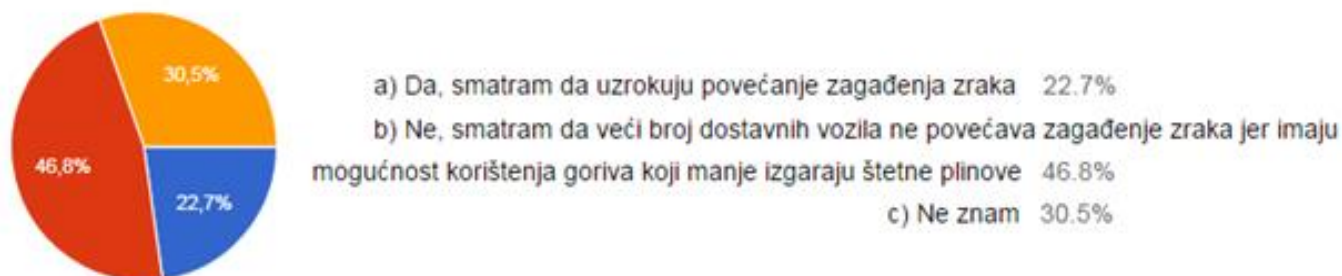 30,5%
46,8%
22,7%
a) Da, smatram da uzrokuju povećanje zagađenja zraka 22.7%
b) Ne, smatram da veći broj dostavnih vozila ne povećava zagađenje zraka jer imaju
mogućnost korištenja goriva koji manje izgaraju štetne plinove 46.8%
c) Ne znam 30.5%